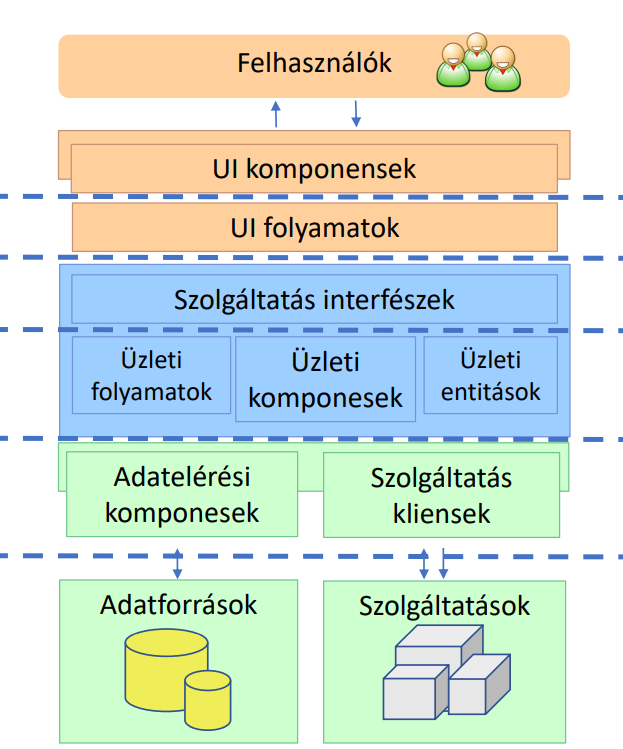 Felhasználók
UI komponensek
UI folyamatok
Szolgáltatás interfészek
Üzleti
folyamatok
Üzleti
komponesek
Üzleti
entitások
Adatelérési
komponesek
Szolgáltatás
kliensek
Adatforrások
Szolgáltatások